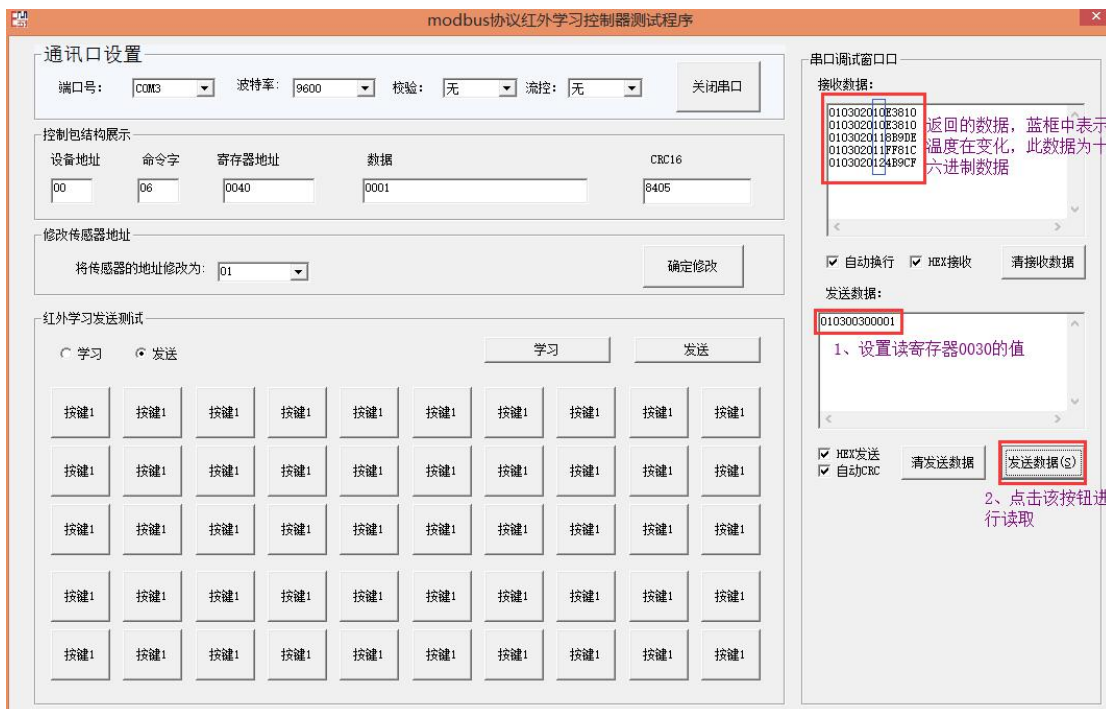 modbus协议红外学习控制器测试程序
通讯口设置
端口号： COM3 波特率： 9600 校验： 无 流控： 无 关闭串口
控制包结构展示
设备地址 命令字 寄存器地址 数据 CRC16
00 06 0040 0001 8405
修改传感器地址
将传感器的地址修改为： 01 确定修改
红外学习发送测试
学习 发送 学习 发送
按键1 按键1 按键1 按键1 按键1 按键1 按键1 按键1 按键1 按键1
按键1 按键1 按键1 按键1 按键1 按键1 按键1 按键1 按键1 按键1
按键1 按键1 按键1 按键1 按键1 按键1 按键1 按键1 按键1 按键1
按键1 按键1 按键1 按键1 按键1 按键1 按键1 按键1 按键1 按键1
按键1 按键1 按键1 按键1 按键1 按键1 按键1 按键1 按键1 按键1
串口调试窗口口
接收数据：
010302010E3810
010302010E3810
0103020118B9DE
010302011FF81C
0103020124B9CF
返回的数据，蓝框中表示
温度在变化，此数据为十
六进制数据
自动换行 HEX接收 清接收数据
发送数据：
010300300001
1、设置读寄存器0030的值
HEX发送
自动CRC
清发送数据 发送数据(S)
2、点击该按钮进
行读取